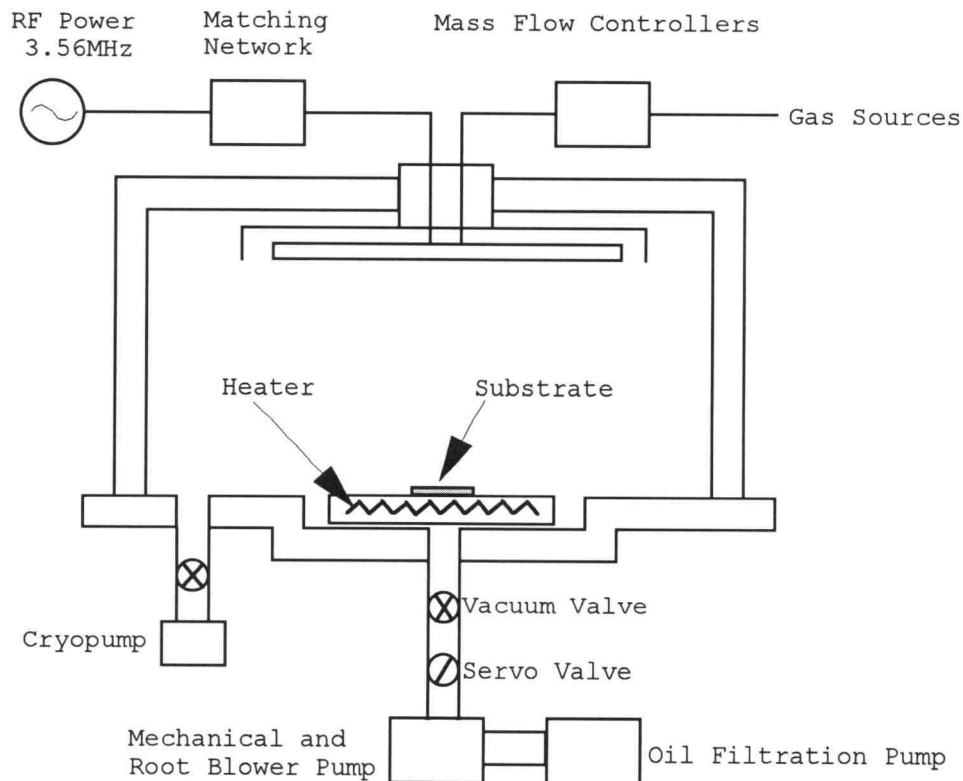 RF Power
3.56MHz
Matching
Network
Mass Flow Controllers
Gas Sources
Heater
Substrate
Vacuum Valve
Cryopump
Servo Valve
Mechanical and
Root Blower Pump
Oil Filtration Pump